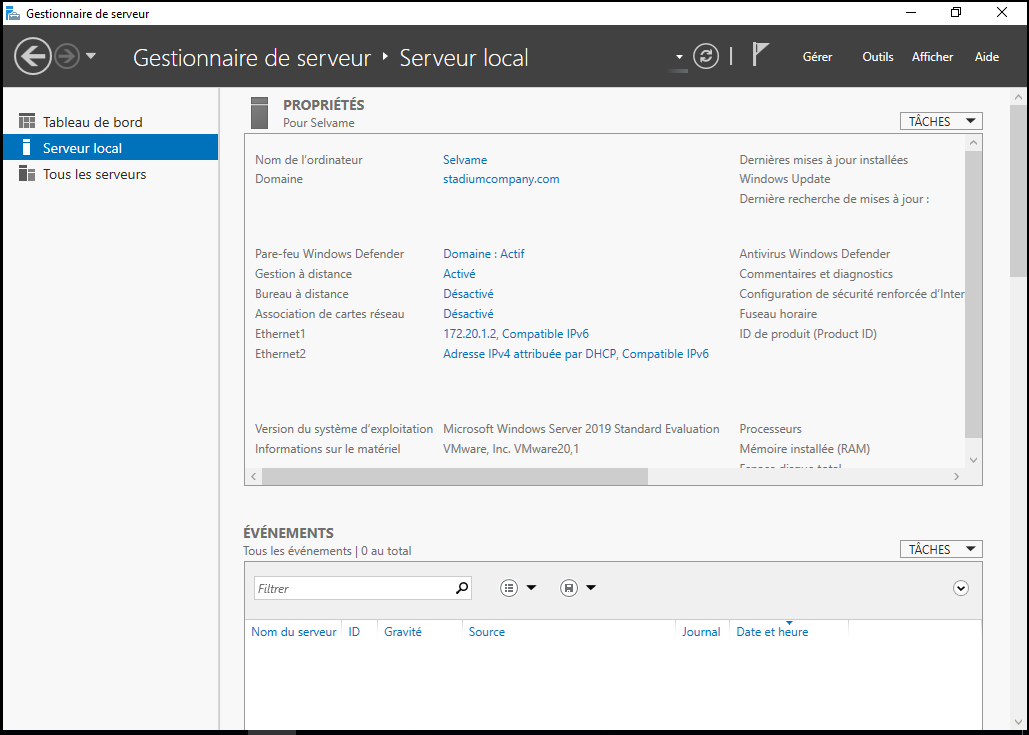 Gestionnaire de serveur
Gestionnaire de serveur ‣ Serveur local
Gérer Outils Afficher Aide
Tableau de bord
Serveur local
Tous les serveurs
PROPRIÉTÉS
Pour Selvame
TÂCHES
Nom de l'ordinateur Selvame Dernières mises à jour installées
Domaine stadiumcompany.com Windows Update
Dernière recherche de mises à jour :
Pare-feu Windows Defender Domaine : Actif Antivirus Windows Defender
Gestion à distance Activé Commentaires et diagnostics
Bureau à distance Désactivé Configuration de sécurité renforcée d'Inter
Association de cartes réseau Désactivé Fuseau horaire
Ethernet1 172.20.1.2, Compatible IPv6 ID de produit (Product ID)
Ethernet2 Adresse IPv4 attribuée par DHCP, Compatible IPv6
Version du système d'exploitation Microsoft Windows Server 2019 Standard Evaluation Processeurs
Informations sur le matériel VMware, Inc. VMware20,1 Mémoire installée (RAM)
Espace disque total
ÉVÉNEMENTS
Tous les événements | 0 au total
TÂCHES
Filtrer
Nom du serveur ID Gravité Source Journal Date et heure